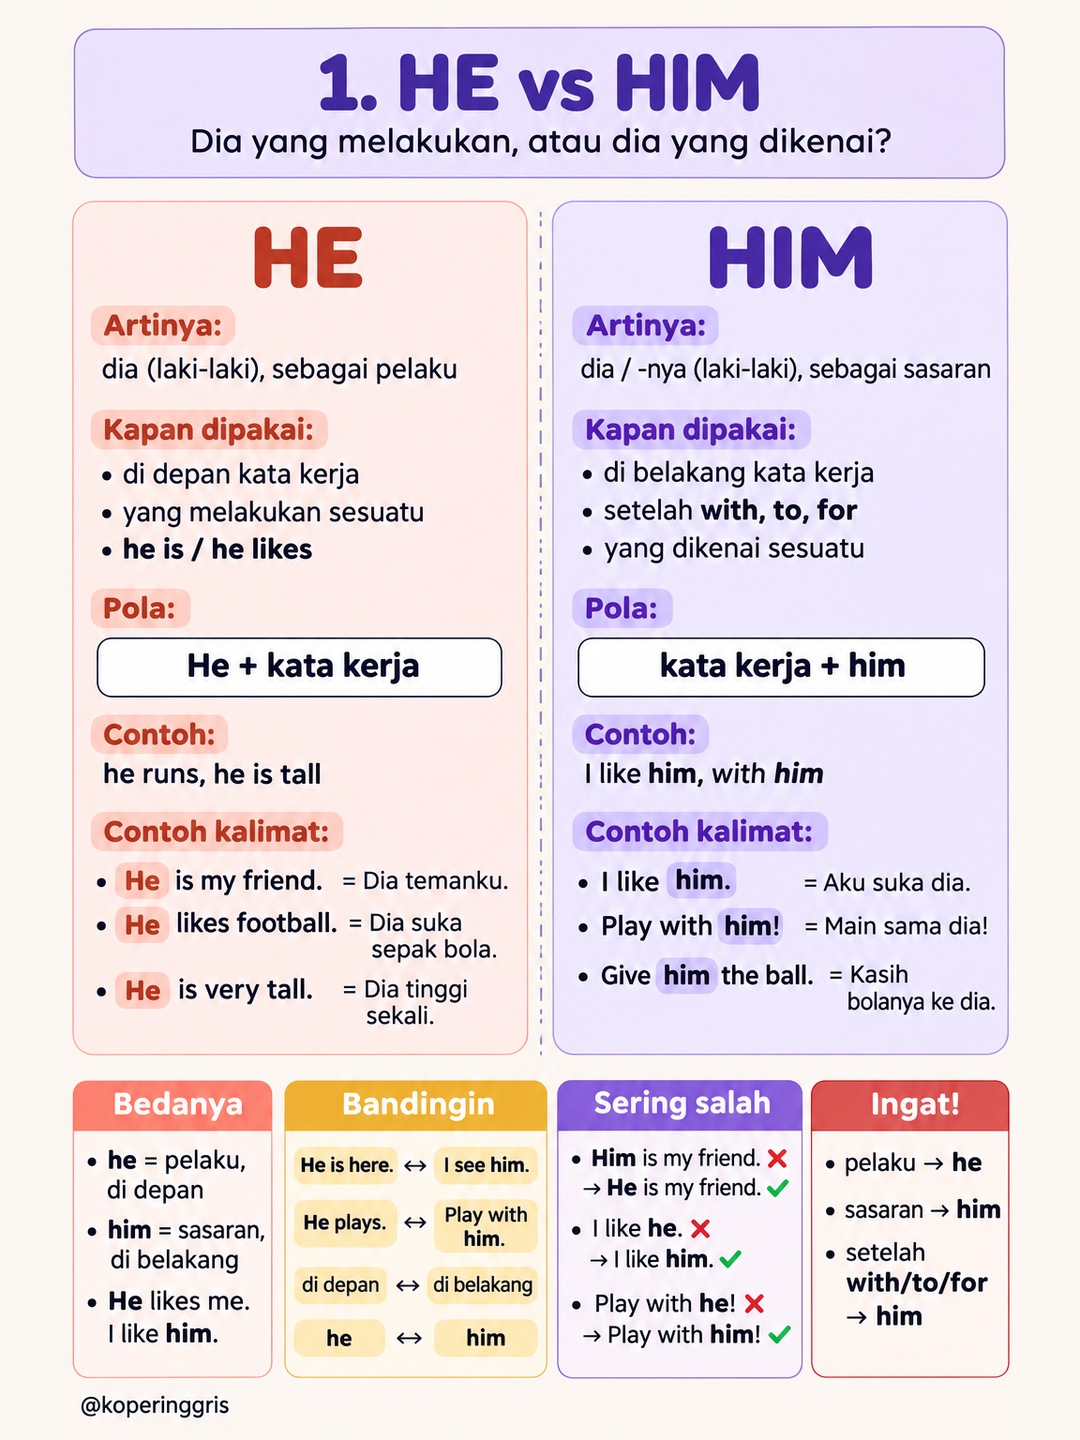 1. HE vs HIM
Dia yang melakukan, atau dia yang dikenai?
HE
Artinya:
dia (laki-laki), sebagai pelaku
Kapan dipakai:
• di depan kata kerja
• yang melakukan sesuatu
• he is / he likes
Pola:
He + kata kerja
Contoh:
he runs, he is tall
Contoh kalimat:
• He is my friend. = Dia temanku.
• He likes football. = Dia suka
sepak bola.
• He is very tall. = Dia tinggi
sekali.
HIM
Artinya:
dia / -nya (laki-laki), sebagai sasaran
Kapan dipakai:
• di belakang kata kerja
• setelah with, to, for
• yang dikenai sesuatu
Pola:
kata kerja + him
Contoh:
I like him, with him
Contoh kalimat:
• I like him. = Aku suka dia.
• Play with him! = Main sama dia!
• Give him the ball. = Kasih
bolanya ke dia.
Bedanya
• he = pelaku,
di depan
• him = sasaran,
di belakang
• He likes me.
I like him.
Bandingin
He is here. ↔ I see him.
He plays. ↔ Play with
him.
di depan ↔ di belakang
he ↔ him
Sering salah
• Him is my friend. ❌
→ He is my friend. ✓
• I like he. ❌
→ I like him. ✓
• Play with he! ❌
→ Play with him! ✓
Ingat!
• pelaku → he
• sasaran → him
• setelah
with/to/for
→ him
@koperinggris